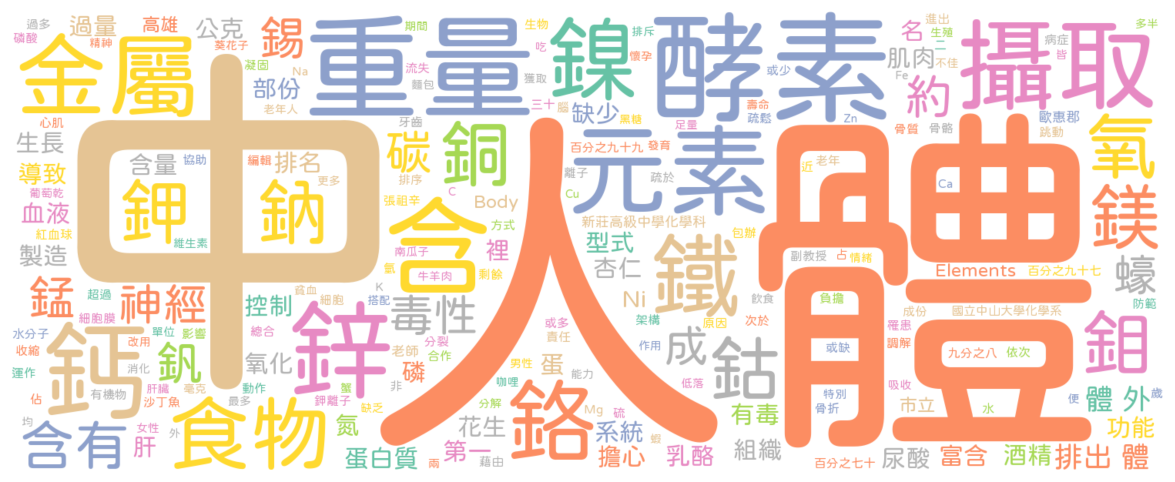 過多
磷酸
過量
精神
高雄
公克
葵花子
錫
凝固
Na
老年人
部份
金屬
心肌
重量
期間
流失
麵包
生物
吃
獲取
三十
鎳
排斥
懷孕
腦
缺少
黑糖
酵素
或少
壽命
疏鬆
足量
Zn
名
進出
生殖
二
肌肉
不佳
Fe
約
骨質
骨骼
攝取
病症
皆
多半
歐惠郡
跳動
生長
導致
葡萄乾
血液
紅血球
製造
中
含量
協助
編輯
排名
更多
鉀
鈉
維生素
牙齒
碳
排序
銅
C
張祖辛
Body
方式
含
南瓜子
氫
牛羊肉
裡
剩餘
人
百分之九十九
發育
離子
疏於
Cu
元素
新莊高級中學化學科
型式
杏仁
Ni
鐵
包辦
近
老年
副教授
占
情緒
體
Ca
典
氧
鎂
Elements
百分之九十七
蠔
防範
錳
超過
神經
細胞膜
控制
貧血
細胞
K
搭配
毒性
架構
原因
飲食
負擔
成份
國立中山大學化學系
罹患
調解
次於
水分子
收縮
運作
鈣
單位
影響
改用
消化
釩
總合
鋅
氧化
老師
分裂
合作
或多
責任
作用
成
鈷
或缺
豆
九分之八
依次
鉬
有機物
肝臟
毫克
沙丁魚
佔
最多
動作
蟹
鉀離子
非
磷
男性
蛋
咖哩
能力
低落
特別
骨折
吸收
市立
水
便
體
外
歲
均
含有
女性
肝
外
食物
缺乏
氮
蛋白質
兩
分解
花生
第一
藉由
鉻
Mg
硫
系統
蝦
擔心
乳酪
有毒
組織
百分之七十
尿酸
富含
酒精
排出
體
功能